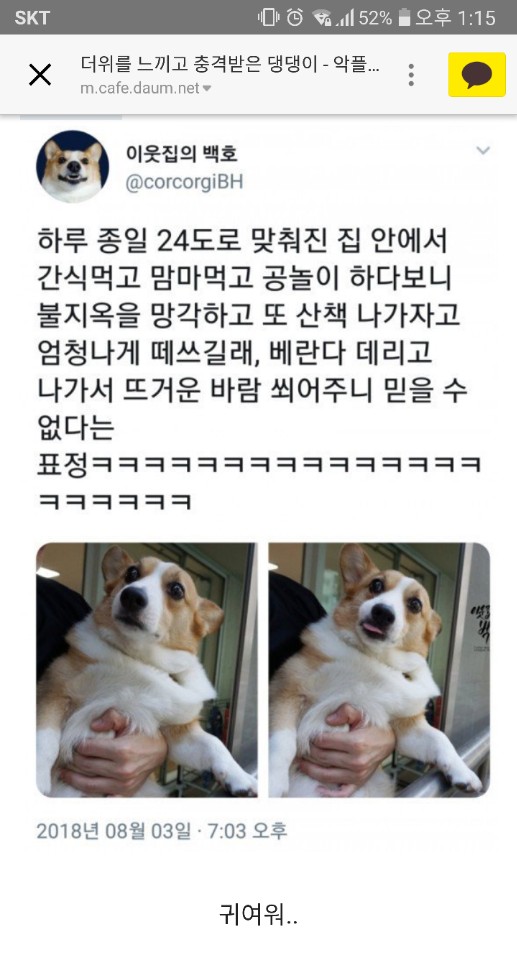 SKT 52% 오후 1:15
더위를 느끼고 충격받은 댕댕이 - 악플...
m.cafe.daum.net
이웃집의 백호
@corcorgiBH
하루 종일 24도로 맞춰진 집 안에서
간식먹고 맘마먹고 공놀이 하다보니
불지옥을 망각하고 또 산책 나가자고
엄청나게 떼쓰길래, 베란다 데리고
나가서 뜨거운 바람 쐬어주니 믿을 수
없다는
표정ㅋㅋㅋㅋㅋㅋㅋㅋㅋㅋㅋㅋㅋㅋㅋ
ㅋㅋㅋㅋㅋㅋ
2018년 08월 03일 · 7:03 오후
귀여워..